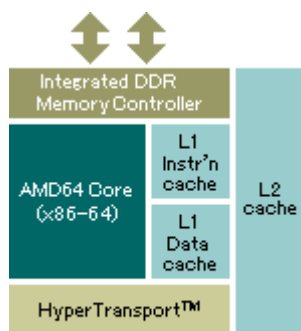 Integrated DDR
Memory Controller
AMD64 Core
(x86-64)
L1
Instr'n
cache
L1
Data
cache
L2
cache
HyperTransport™